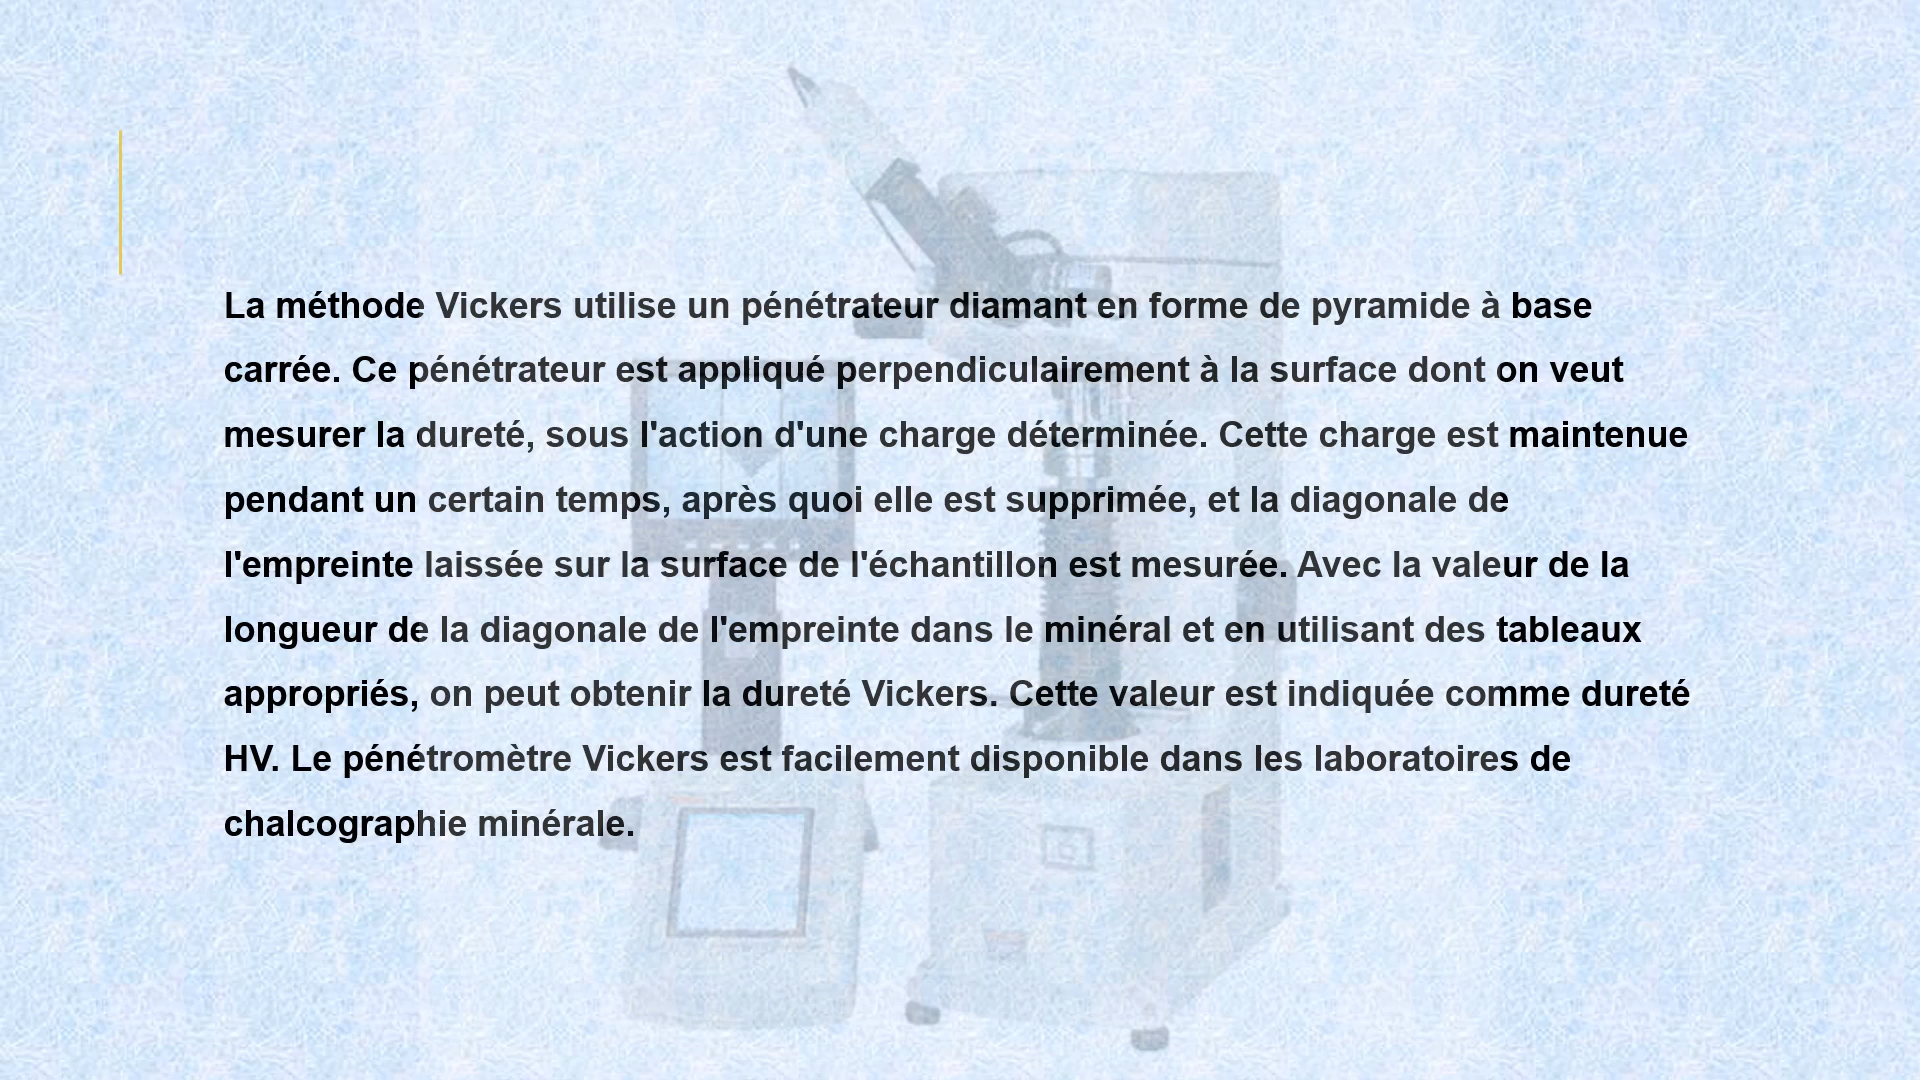 La méthode Vickers utilise un pénétrateur diamant en forme de pyramide à base
carrée. Ce pénétrateur est appliqué perpendiculairement à la surface dont on veut
mesurer la dureté, sous l'action d'une charge déterminée. Cette charge est maintenue
pendant un certain temps, après quoi elle est supprimée, et la diagonale de
l'empreinte laissée sur la surface de l'échantillon est mesurée. Avec la valeur de la
longueur de la diagonale de l'empreinte dans le minéral et en utilisant des tableaux
appropriés, on peut obtenir la dureté Vickers. Cette valeur est indiquée comme dureté
HV. Le pénétromètre Vickers est facilement disponible dans les laboratoires de
chalcographie minérale.